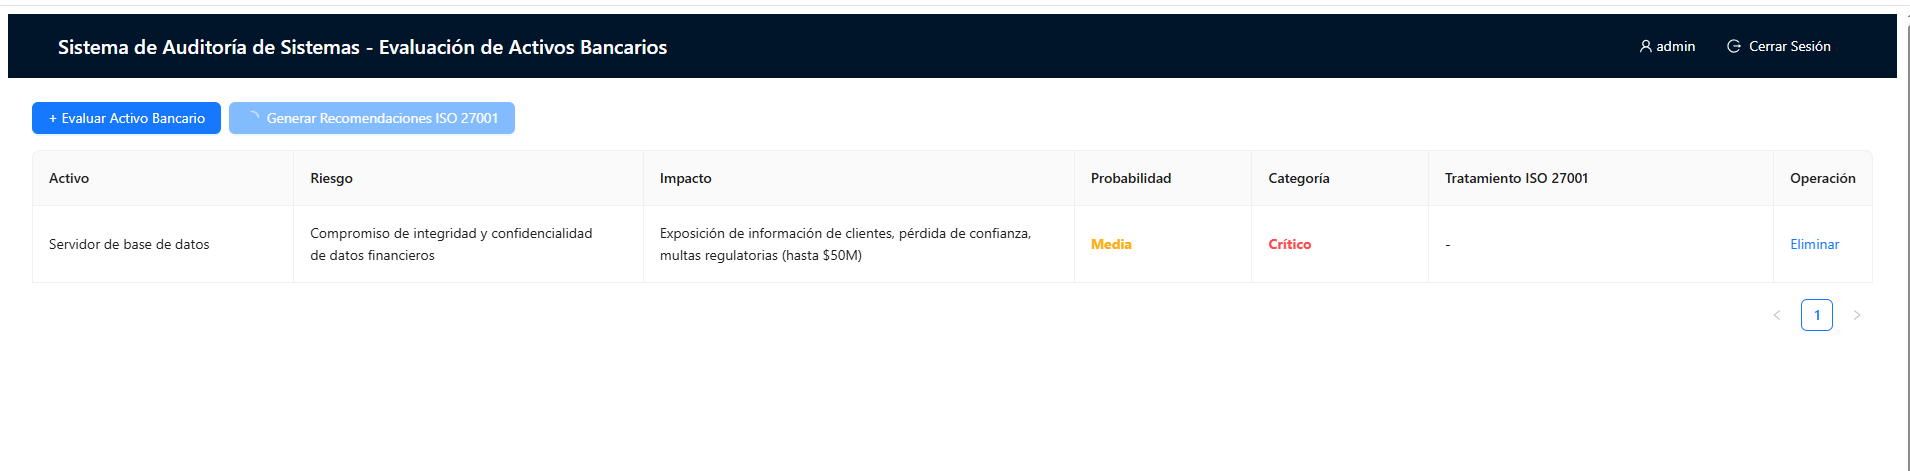 Sistema de Auditoría de Sistemas - Evaluación de Activos Bancarios
admin
Cerrar Sesión
+ Evaluar Activo Bancario
Generar Recomendaciones ISO 27001
Activo
Riesgo
Impacto
Probabilidad
Categoría
Tratamiento ISO 27001
Operación
Servidor de base de datos
Compromiso de integridad y confidencialidad
de datos financieros
Exposición de información de clientes, pérdida de confianza,
multas regulatorias (hasta $50M)
Media
Crítico
-
Eliminar
< 1 >